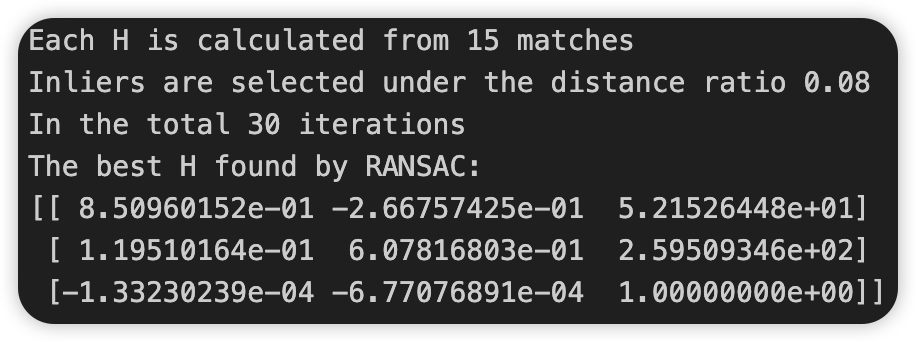 Each H is calculated from 15 matches
Inliers are selected under the distance ratio 0.08
In the total 30 iterations
The best H found by RANSAC:
[[ 8.50960152e-01 -2.66757425e-01  5.21526448e+01]
 [ 1.19510164e-01  6.07816803e-01  2.59509346e+02]
 [-1.33230239e-04 -6.77076891e-04  1.00000000e+00]]